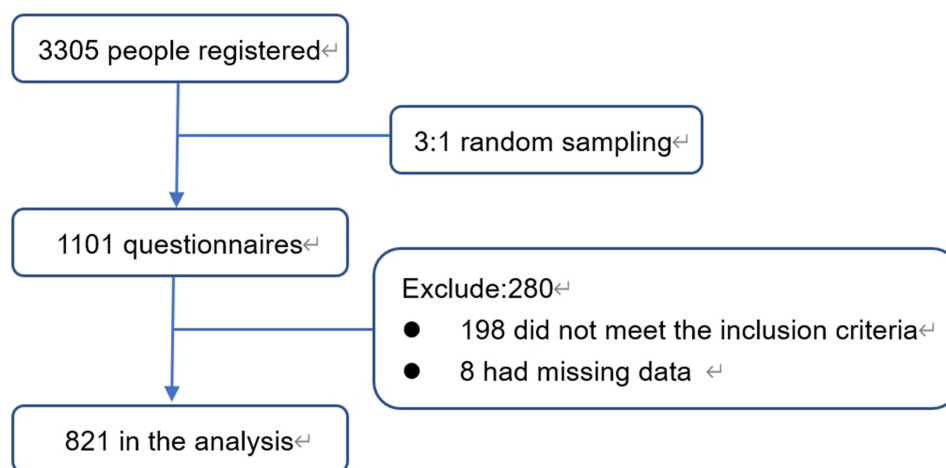 3305 people registered↵
3:1 random sampling↵
1101 questionnaires↵
Exclude:280↵
● 198 did not meet the inclusion criteria↵
● 8 had missing data ↵
821 in the analysis↵